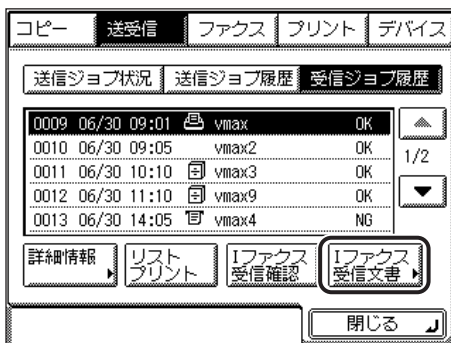 コピー 送受信 ファクス プリント デバイス
送信ジョブ状況 送信ジョブ履歴 受信ジョブ履歴
0009 06/30 09:01 vmax OK
0010 06/30 09:05 vmax2 OK
0011 06/30 10:10 vmax3 OK
1/2
0012 06/30 11:10 vmax9 OK
0013 06/30 14:05 vmax4 NG
詳細情報 リスト Iファクス Iファクス
プリント 受信確認 受信文書
閉じる